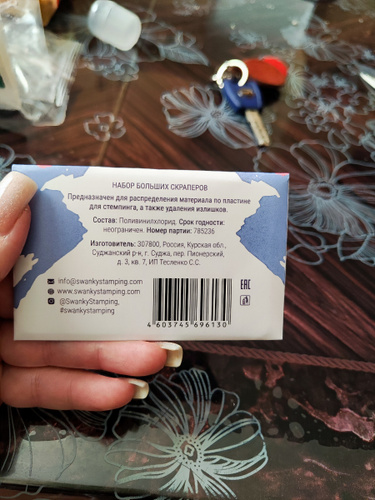 НАБОР БОЛЬШИХ СКРАПЕРОВ
Предназначен для распределения материала по пластине
для стемпинга, а также удаления излишков.
Состав: Поливинилхлорид. Срок годности:
неограничен. Номер партии: 785236
Изготовитель: 307800, Россия, Курская обл.,
Суджанский р-н, г. Суджа, пер. Пионерский,
д. 3, кв. 7, ИП Тесленко С.С.
info@swankystamping.com
www.swankystamping.com
@SwankyStamping,
#swankystamping
EAC
4 603745 696130